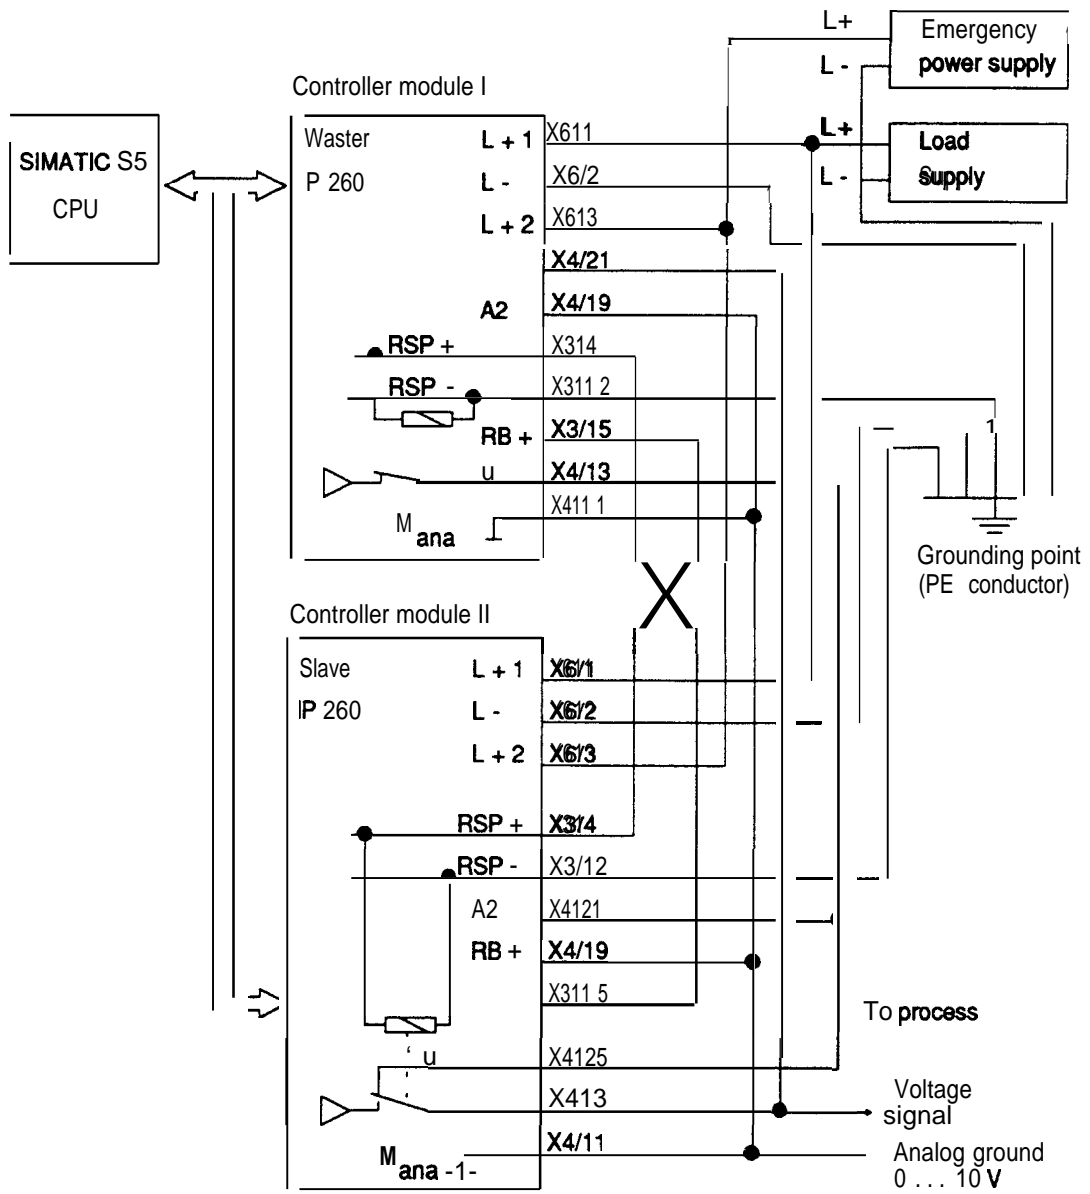 L+
Emergency
L -
power supply
Controller module I
SIMATIC S5
CPU
Waster
P 260
L + 1
X611
L+
Load
L -
X6/2
L -
Supply
L + 2
X613
X4/21
A2
X4/19
RSP +
X314
RSP -
X311 2
RB +
X3/15
1
u
X4/13
M ana
X411 1
Grounding point
(PE conductor)
Controller module II
Slave
IP 260
L + 1
X6/1
L -
X6/2
L + 2
X6/3
RSP +
X3/4
RSP -
X3/12
A2
X4121
RB +
X4/19
X311 5
To process
u
X4125
X413
Voltage
signal
M ana -1-
X4/11
Analog ground
0 . . . 10 V